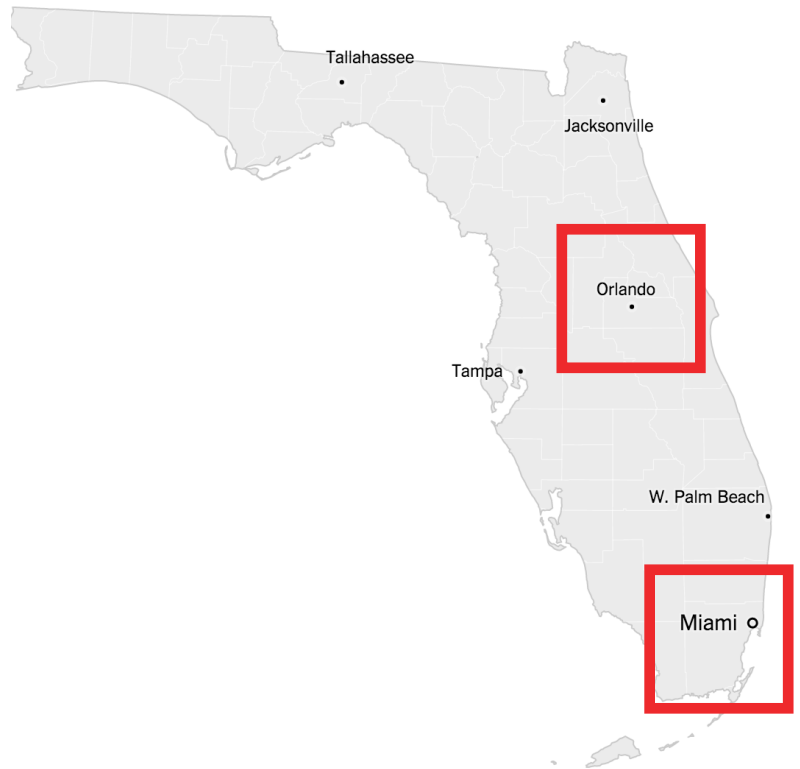 Tallahassee
Jacksonville
Orlando
Tampa
W. Palm Beach
Miami